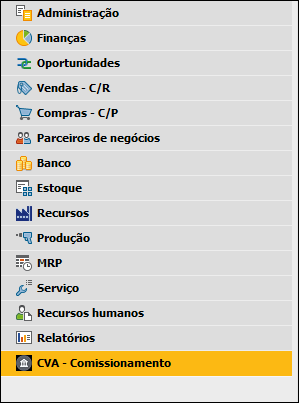 Administração
Finanças
Oportunidades
Vendas - C/R
Compras - C/P
Parceiros de negócios
Banco
Estoque
Recursos
Produção
MRP
Serviço
Recursos humanos
Relatórios
CVA - Comissionamento